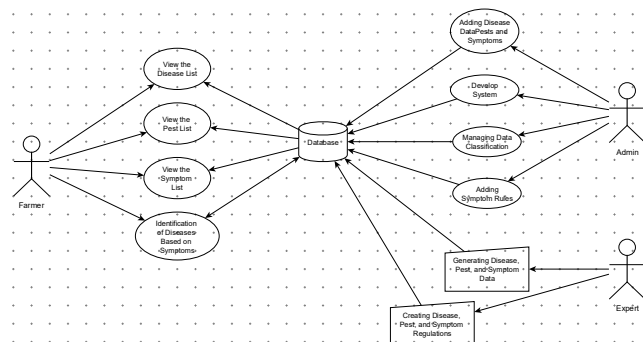 Adding Disease
DataPests and
Symptoms
View the
Disease List
Develop
System
View the
Pest List
Database
Managing Data
Classification
Admin
View the
Symptom
List
Farmer
Adding
Symptom Rules
Identification
of Diseases
Based on
Symptoms
Generating Disease,
Pest, and Symptom
Data
Expert
Creating Disease,
Pest, and Symptom
Regulations